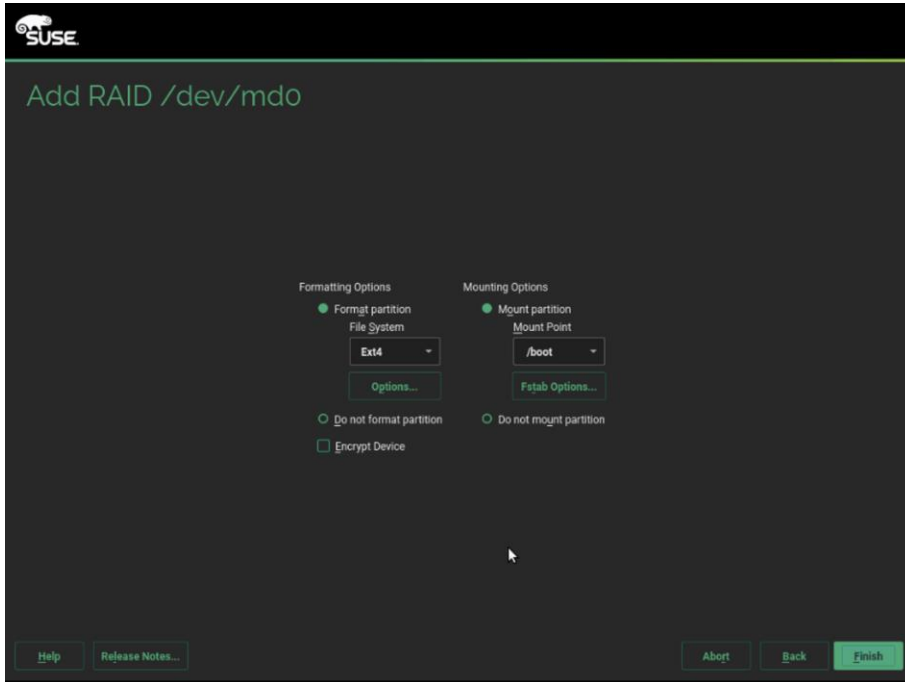 SUSE.
Add RAID /dev/md0
Formatting Options
Format partition
File System
Ext4
Options...
Do not format partition
Encrypt Device
Mounting Options
Mount partition
Mount Point
/boot
Fstab Options...
Do not mount partition
Help
Release Notes...
Abort
Back
Finish